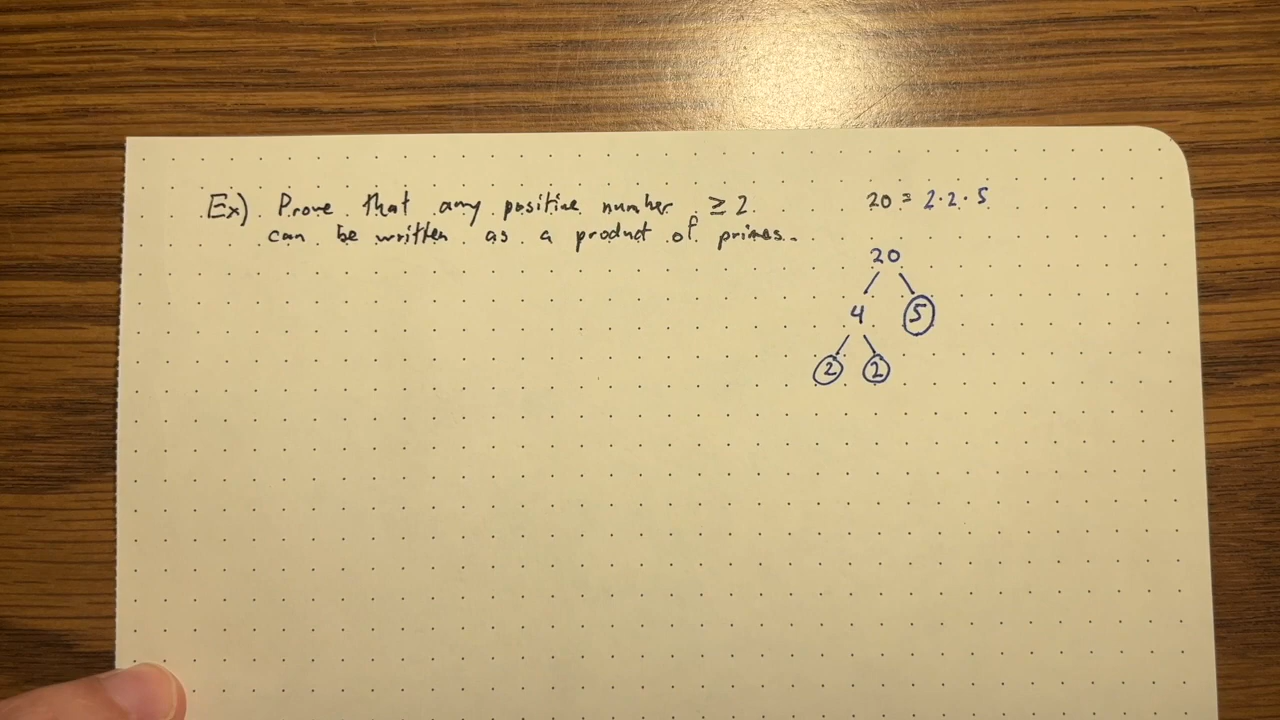 Ex) Prove that any positive number ≥ 2
can be written as a product of primes.
20 = 2·2·5
20
4 5
2 2